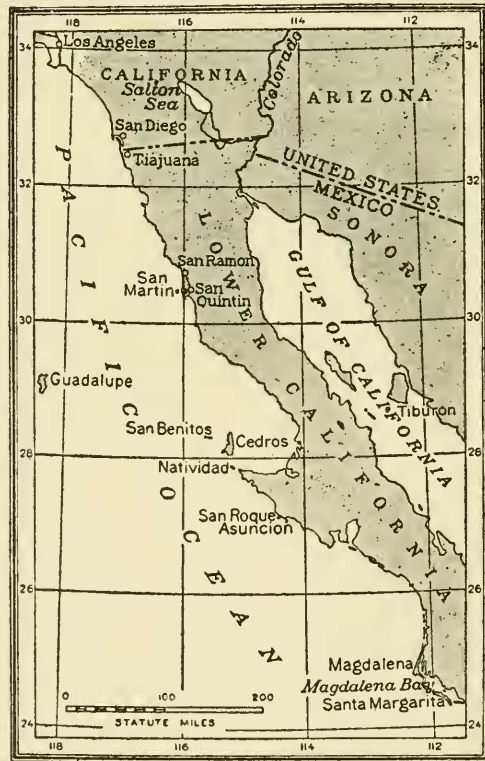 118
116
114
112
Los Angeles
34
34
CALIFORNIA
Salton
Sea
Colorado
ARIZONA
San Diego
Tiajuana
UNITED STATES
MEXICO
32
32
SONORA
PACIFIC OCEAN
LOWER CALIFORNIA
GULF OF CALIFORNIA
San Ramon
San
Martin
San
Quintin
30
30
Guadalupe
Tiburon
San Benitos
Cedros
28
28
Natividad
San Roque
Asuncion
26
26
Magdalena
Magdalena Bay
Santa Margarita
0
100
200
STATUTE MILES
24
24
118
116
114
112